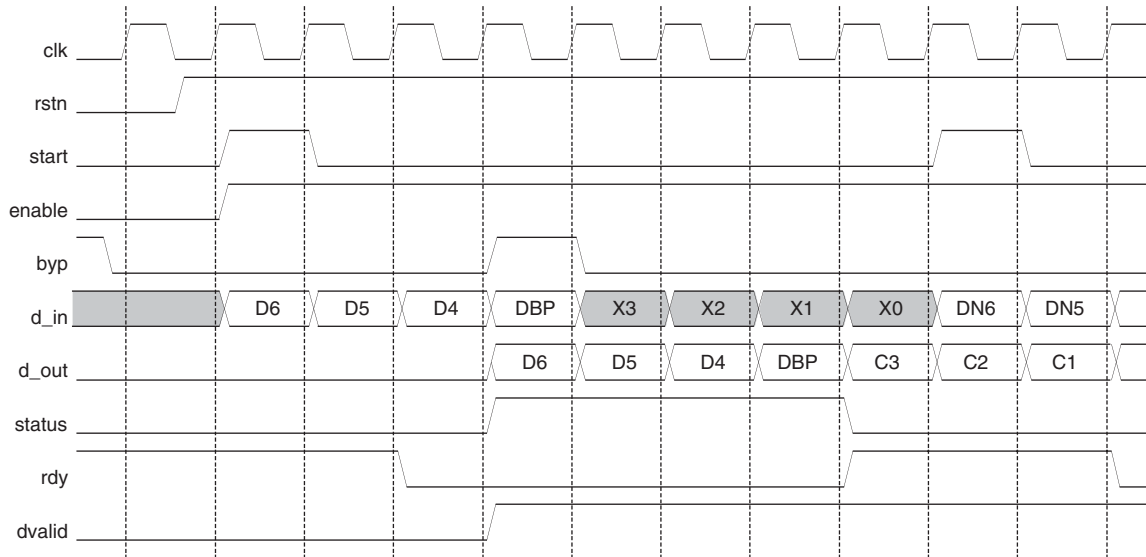 clk
rstn
start
enable
byp
d_in D6 D5 D4 DBP X3 X2 X1 X0 DN6 DN5
d_out D6 D5 D4 DBP C3 C2 C1
status
rdy
dvalid